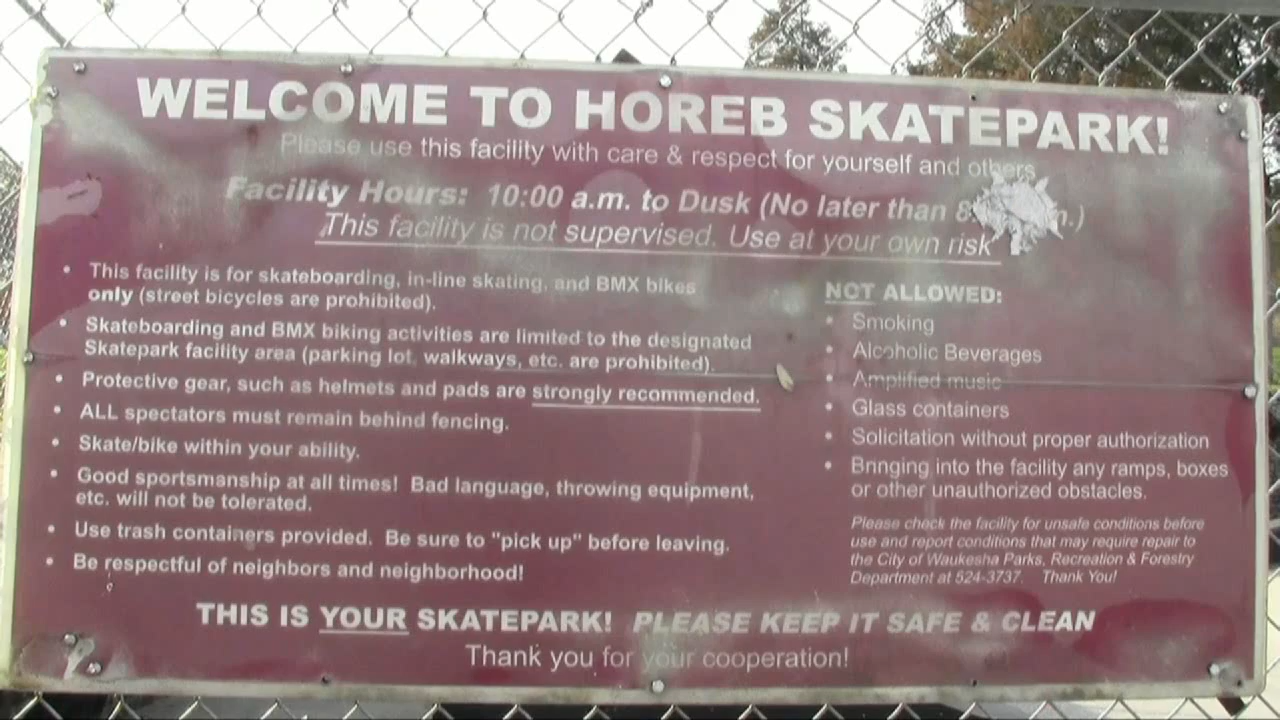 WELCOME TO HOREB SKATEPARK!
Please use this facility with care & respect for yourself and others
Facility Hours: 10:00 a.m. to Dusk (No later than
This facility is not supervised. Use at your own risk
• This facility is for skateboarding, in-line skating, and BMX bikes
only (street bicycles are prohibited).
• Skateboarding and BMX biking activities are limited to the designated
Skatepark facility area (parking lot, walkways, etc. are prohibited).
• Protective gear, such as helmets and pads are strongly recommended.
• ALL spectators must remain behind fencing.
• Skate/bike within your ability.
• Good sportsmanship at all times! Bad language, throwing equipment,
etc. will not be tolerated.
• Use trash containers provided. Be sure to "pick up" before leaving.
• Be respectful of neighbors and neighborhood!
NOT ALLOWED:
• Smoking
• Alcoholic Beverages
• Amplified music
• Glass containers
• Solicitation without proper authorization
• Bringing into the facility any ramps, boxes
or other unauthorized obstacles.
Please check the facility for unsafe conditions before
use and report conditions that may require repair to
the City of Waukesha Parks, Recreation & Forestry
Department at 524-3737. Thank You!
THIS IS YOUR SKATEPARK! PLEASE KEEP IT SAFE & CLEAN
Thank you for your cooperation!